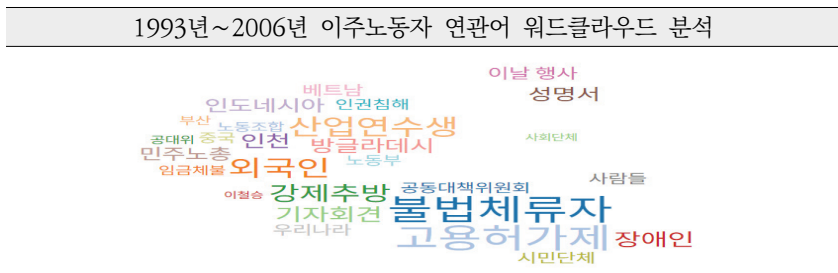 1993년~2006년 이주노동자 연관어 워드클라우드 분석
이날 행사
베트남
성명서
인도네시아 인권침해
부산 노동조합 산업연수생
공대위 중국 인천 방글라데시
사회단체
민주노총 노동부
임금체불 외국인
사람들
이철승 강제추방 공동대책위원회
기자회견 불법체류자
우리나라 고용허가제 장애인
시민단체